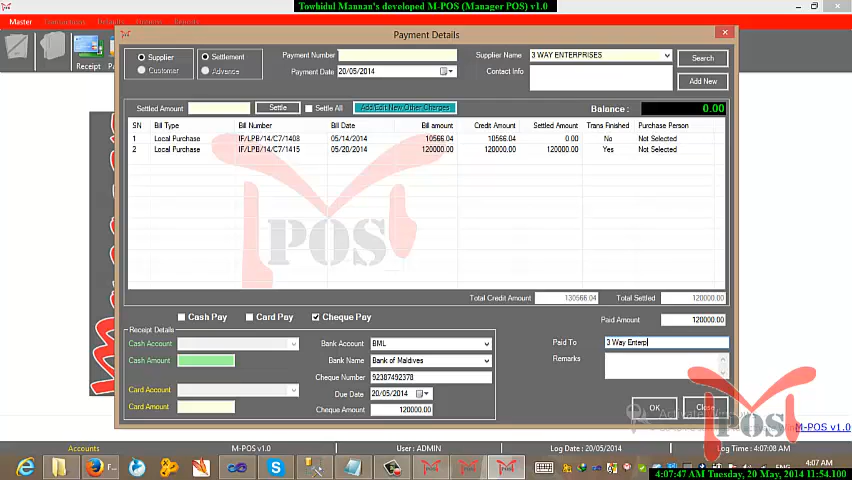 Towhidul Mannan's developed M-POS (Manager POS) v1.0
Master Transactions Defaults Reports
Receipt
Payment Details
Supplier Settlement Payment Number Supplier Name 3 WAY ENTERPRISES Search
Customer Advance Payment Date 20/05/2014 Contact Info Add New
Settled Amount Settle Settle All Add/Edit New Other Charges Balance : 0.00
SN Bill Type Bill Number Bill Date Bill amount Credit Amount Settled Amount Trans Finished Purchase Person
1 Local Purchase IF/LPB/14/C7/1408 05/14/2014 10566.04 10566.04 0.00 No Not Selected
2 Local Purchase IF/LPB/14/C7/1415 05/20/2014 120000.00 120000.00 120000.00 Yes Not Selected
POS
Total Credit Amount 130566.04 Total Settled 120000.00
Cash Pay Card Pay Cheque Pay Paid Amount 120000.00
Receipt Details
Cash Account Bank Account BML Paid To 3 Way Enterp
Cash Amount Bank Name Bank of Maldives Remarks
Cheque Number 92387492378
Card Account Due Date 20/05/2014
Card Amount Cheque Amount 120000.00 OK Close
M-POS v1.0
POS
Accounts M-POS v1.0 User : ADMIN Log Date : 20/05/2014 Log Time : 4:07:08 AM
F... 4:07 AM
4:07:47 AM, Tuesday, 20 May, 2014 11:54.100